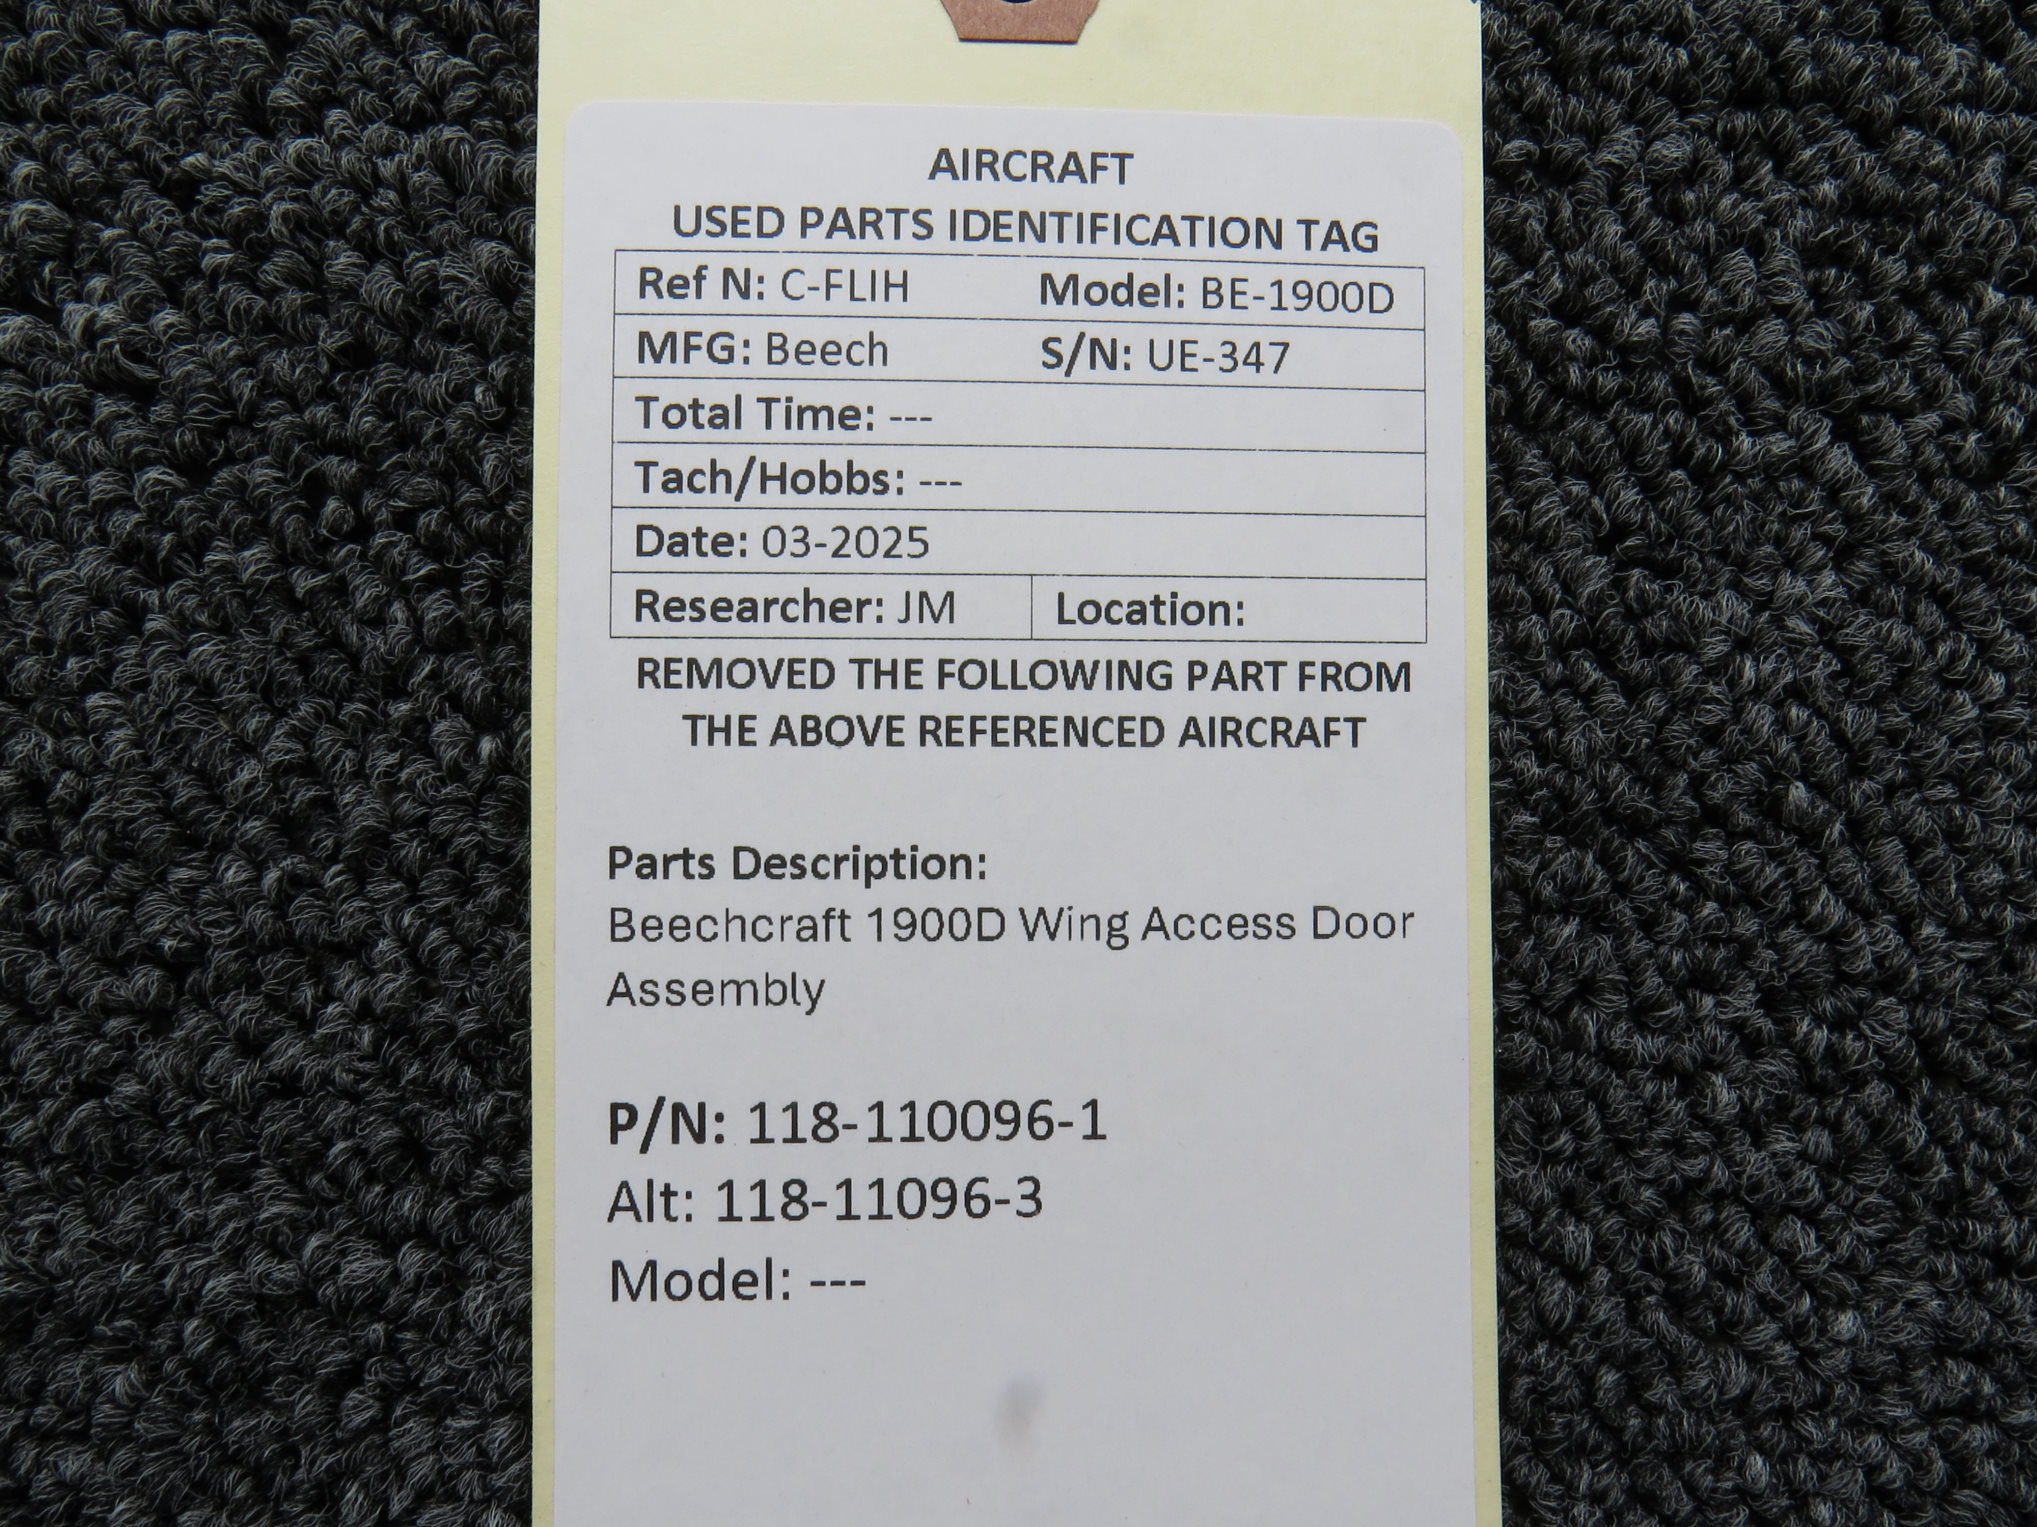 AIRCRAFT
USED PARTS IDENTIFICATION TAG
Ref N: C-FLIH Model: BE-1900D
MFG: Beech S/N: UE-347
Total Time: ---
Tach/Hobbs: ---
Date: 03-2025
Researcher: JM Location:
REMOVED THE FOLLOWING PART FROM
THE ABOVE REFERENCED AIRCRAFT
Parts Description:
Beechcraft 1900D Wing Access Door
Assembly
P/N: 118-110096-1
Alt: 118-11096-3
Model: ---